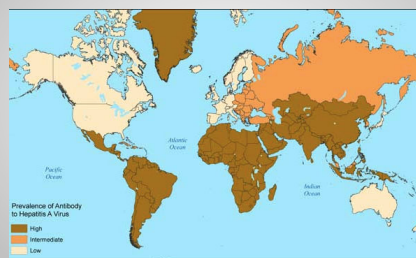 Atlantic
Ocean
Pacific
Ocean
Indian
Ocean
Prevalence of Antibody
to Hepatitis A Virus
High
Intermediate
Low